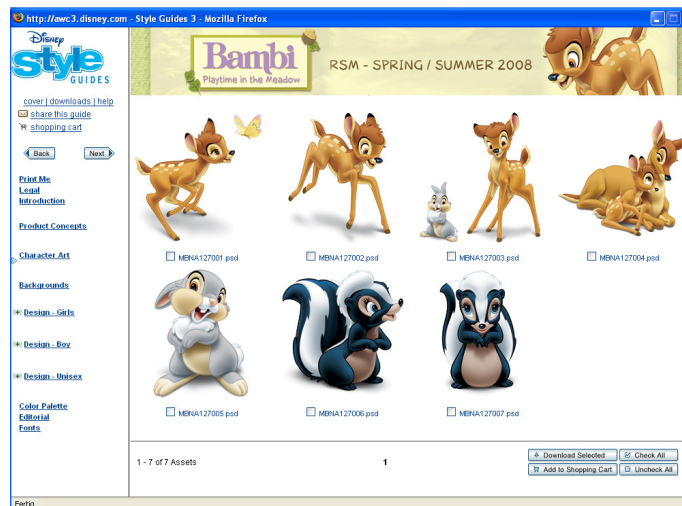 http://awc3.disney.com - Style Guides 3 - Mozilla Firefox
Disney
Style
GUIDES
cover | downloads | help
share this guide
shopping cart
Back
Next
Print Me
Legal
Introduction
Product Concepts
Character Art
Backgrounds
Design - Girls
Design - Boy
Design - Unisex
Color Palette
Editorial
Fonts
Bambi
Playtime in the Meadow
RSM - SPRING / SUMMER 2008
MBNA127001.psd
MBNA127002.psd
MBNA127003.psd
MBNA127004.psd
MBNA127005.psd
MBNA127006.psd
MBNA127007.psd
1 - 7 of 7 Assets
1
Download Selected
Check All
Add to Shopping Cart
Uncheck All
Fertig